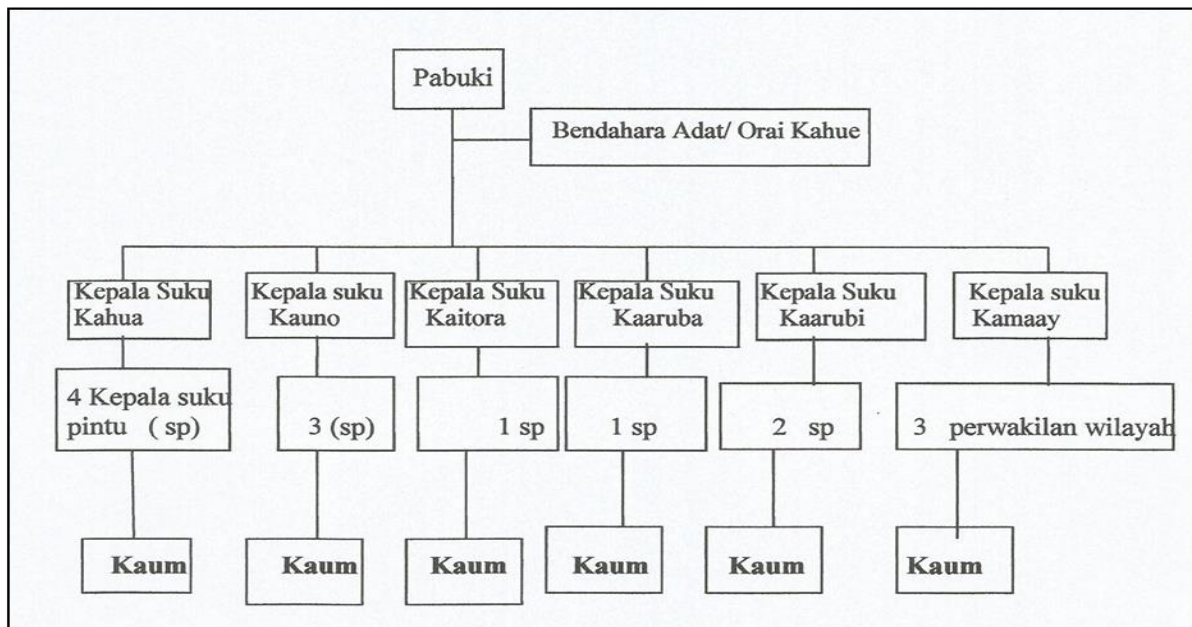 Pabuki
Bendahara Adat/ Orai Kahue
Kepala Suku
Kahua
Kepala suku
Kauno
Kepala Suku
Kaitora
Kepala Suku
Kaaruba
Kepala Suku
Kaarubi
Kepala suku
Kamaay
4 Kepala suku
pintu ( sp)
3 (sp)
1 sp
1 sp
2 sp
3 perwakilan wilayah
Kaum
Kaum
Kaum
Kaum
Kaum
Kaum